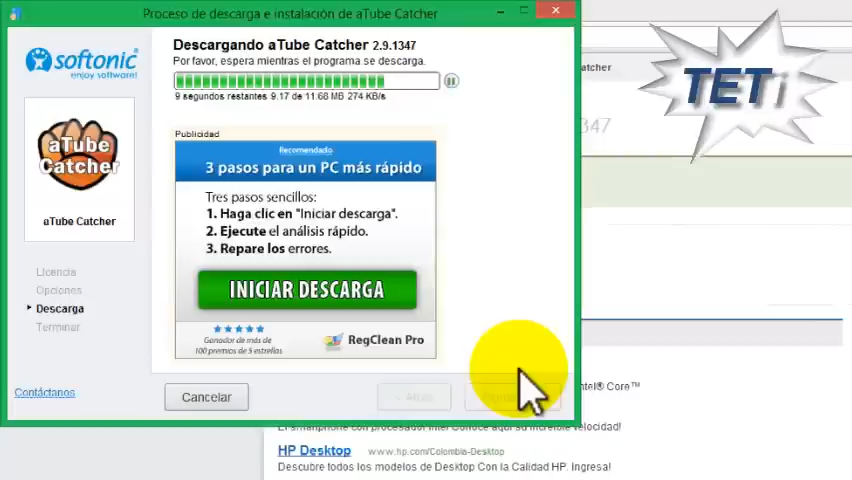 Proceso de descarga e instalación de aTube Catcher
softonic
enjoy software!
Descargando aTube Catcher 2.9.1347
Por favor, espera mientras el programa se descarga.
9 segundos restantes 9.17 de 11.68 MB 274 KB/s
aTube
Catcher
aTube Catcher
Licencia
Opciones
Descarga
Terminar
Contáctanos
Publicidad
Recomendado
3 pasos para un PC más rápido
Tres pasos sencillos:
1. Haga clic en "Iniciar descarga".
2. Ejecute el análisis rápido.
3. Repare los errores.
INICIAR DESCARGA
Ganador de más de
100 premios de 5 estrellas
RegClean Pro
Cancelar
TETi
tcher
347
ntel® Core™
El smartphone con procesador Intel Conoce aquí su increíble velocidad!
HP Desktop www.hp.com/Colombia-Desktop
Descubre todos los modelos de Desktop Con la Calidad HP. Ingresa!